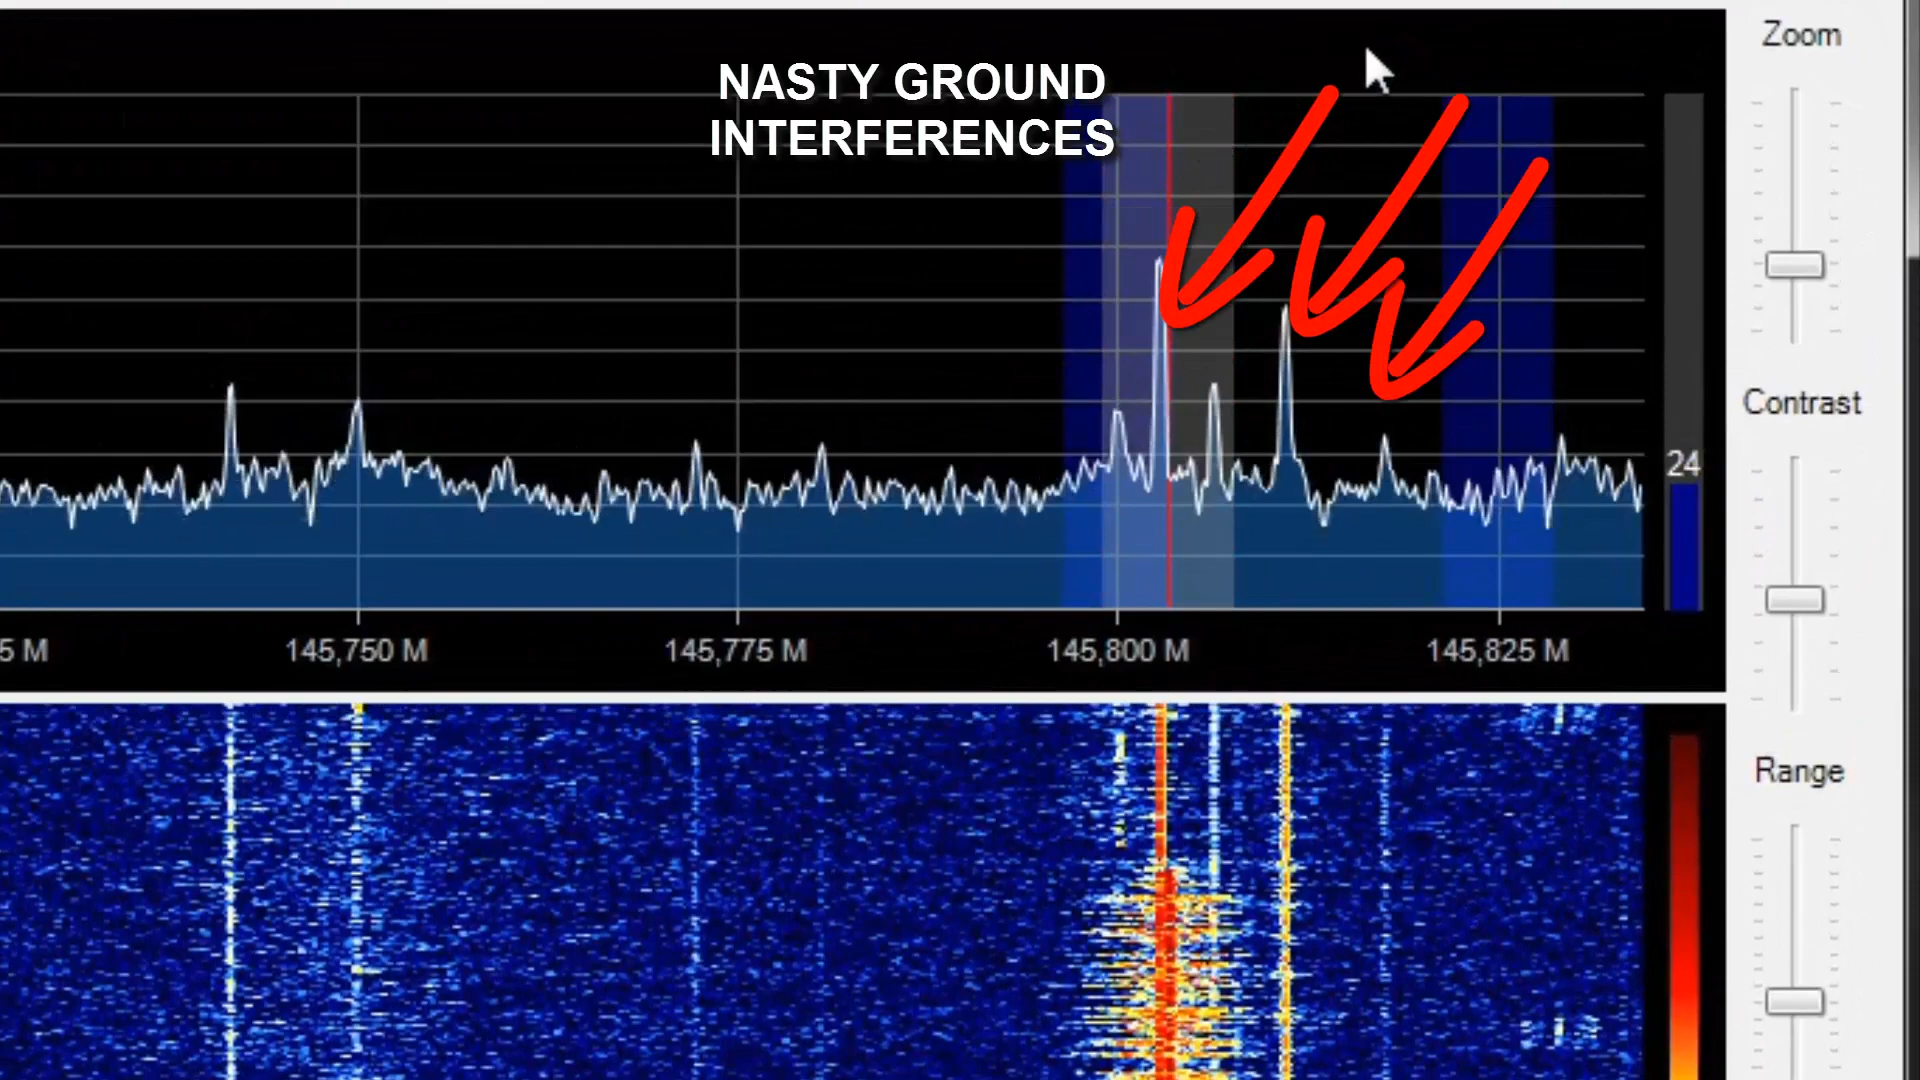 NASTY GROUND
INTERFERENCES
Zoom
Contrast
24
5 M
145,750 M
145,775 M
145,800 M
145,825 M
Range